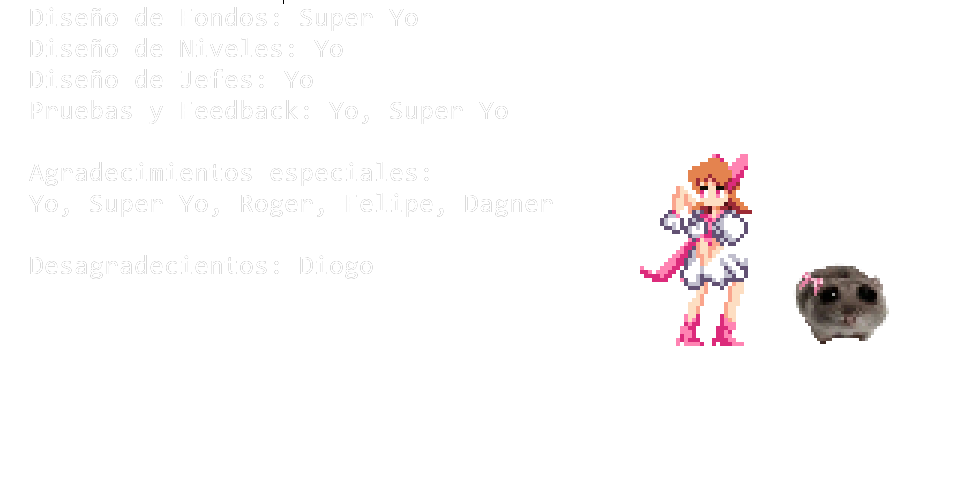 Diseño de Fondos: Super Yo
Diseño de Niveles: Yo
Diseño de Jefes: Yo
Pruebas y Feedback: Yo, Super Yo
Agradecimientos especiales:
Yo, Super Yo, Roger, Felipe, Dagner
Desagradecientos: Diogo